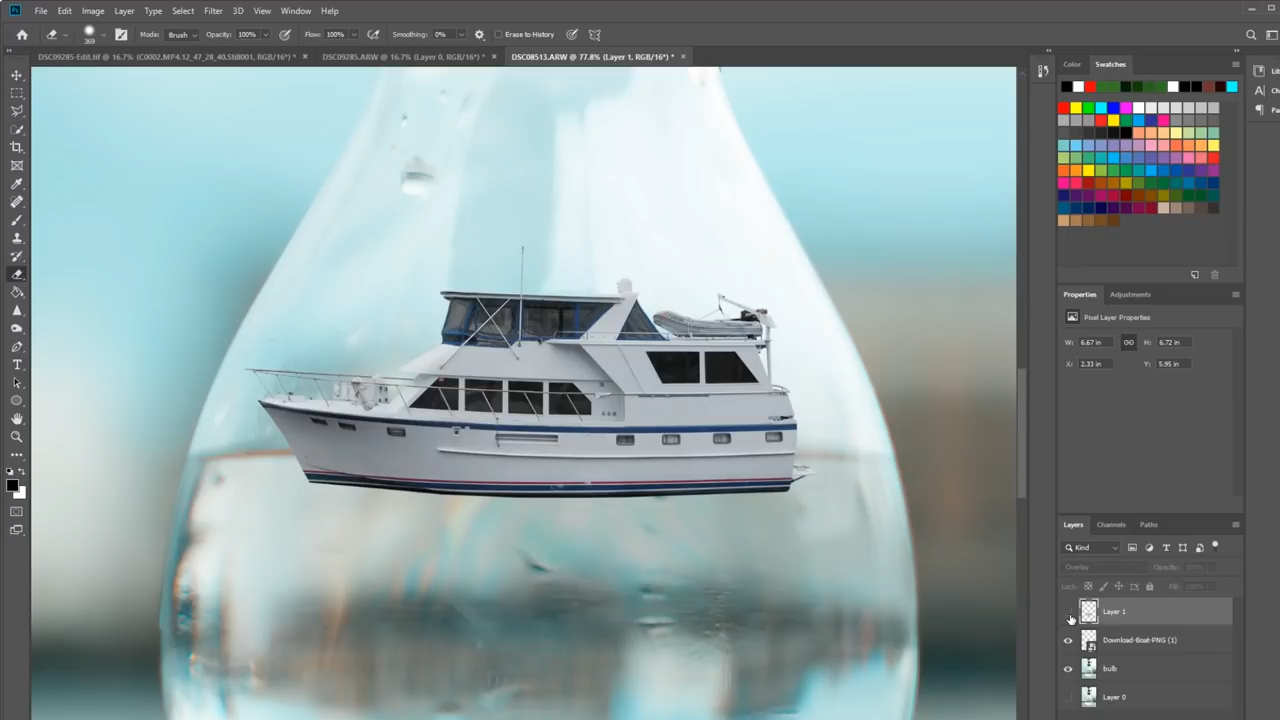 Ps File Edit Image Layer Type Select Filter 3D View Window Help
369 Mode: Brush Opacity: 100% Flow: 100% Smoothing: 0% Erase to History
DSC09285-Edit.tif @ 16.7% (C0002.MP4.12_47_28_40.Still001, RGB/16*) * × DSC09285.ARW @ 16.7% (Layer 0, RGB/16*) * × DSC08513.ARW @ 77.8% (Layer 1, RGB/16*) * ×
Color Swatches
Properties Adjustments
Pixel Layer Properties
W: 6.67 in H: 6.72 in
X: 2.33 in Y: 5.95 in
Layers Channels Paths
Kind
Overlay Opacity: 100%
Lock: Fill: 100%
Layer 1
Download-Boat-PNG (1)
bulb
Layer 0